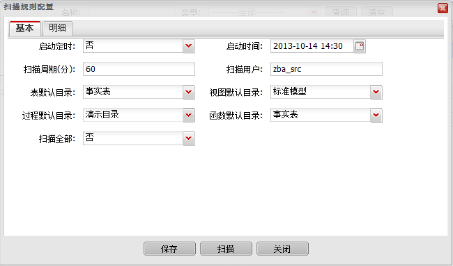 扫描规则配置
基本 明细
启动定时: 否 启动时间: 2013-10-14 14:30
扫描周期(分): 60 扫描用户: zba_src
表默认目录: 事实表 视图默认目录: 标准模型
过程默认目录: 演示目录 函数默认目录: 事实表
扫描全部: 否
保存 扫描 关闭